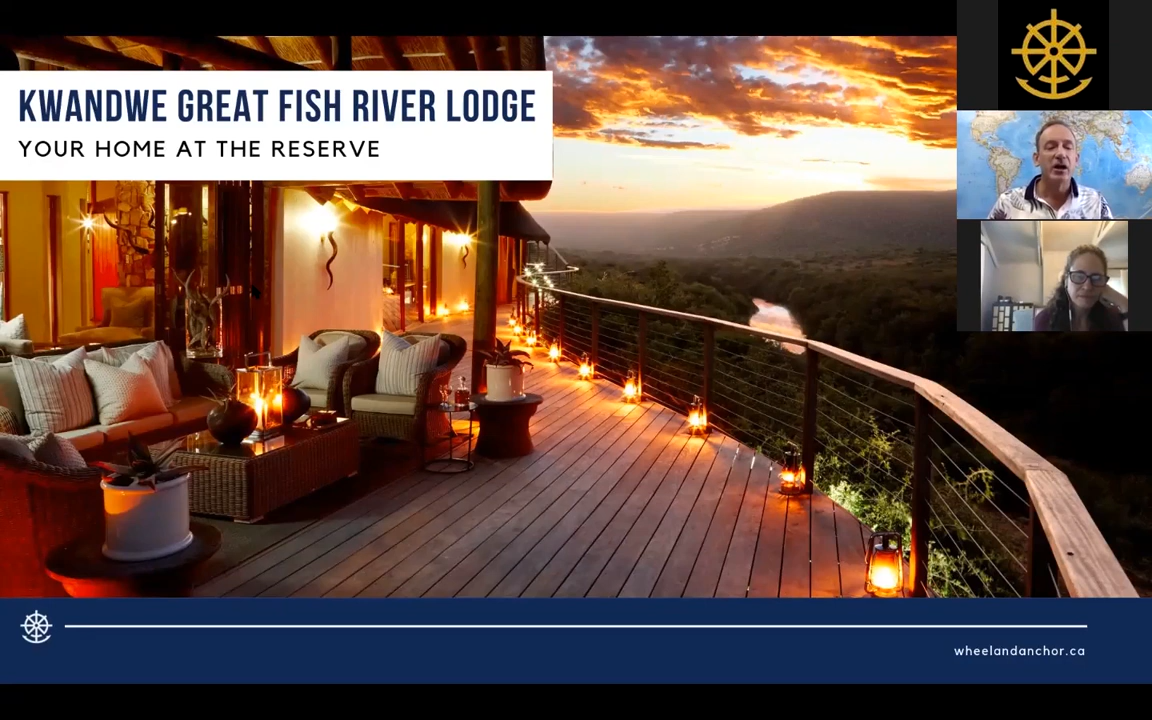 KWANDWE GREAT FISH RIVER LODGE
YOUR HOME AT THE RESERVE
wheelandanchor.ca